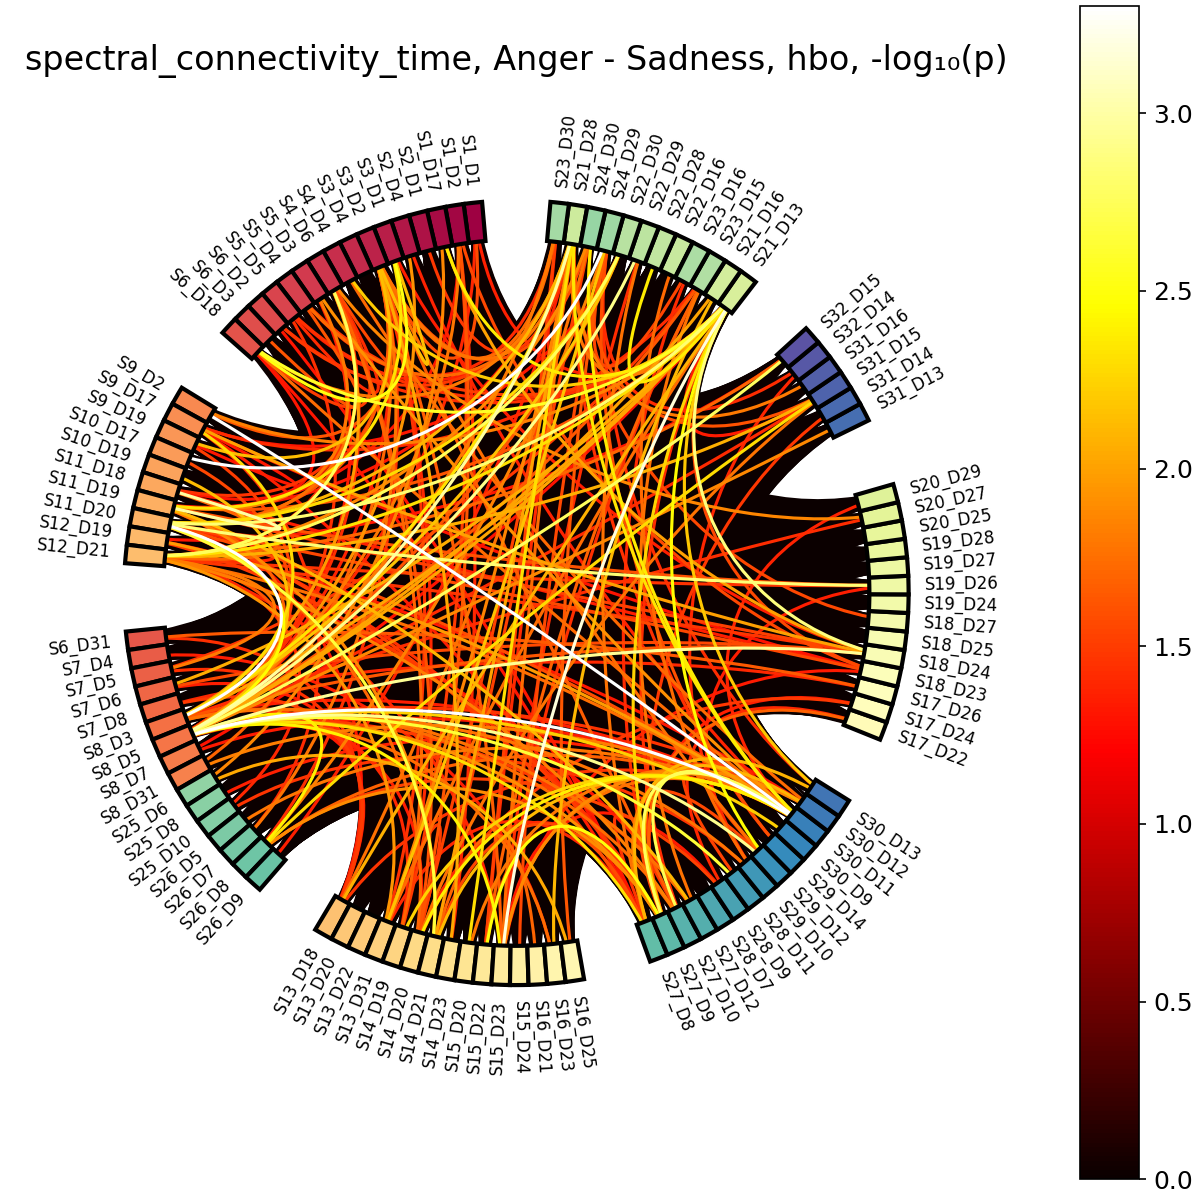 spectral_connectivity_time, Anger - Sadness, hbo, -log₁₀(p)
S1_D1
S1_D2
S1_D17
S2_D1
S2_D4
S3_D1
S3_D2
S3_D4
S4_D4
S4_D6
S5_D3
S5_D4
S5_D5
S6_D2
S6_D3
S6_D18
S9_D2
S9_D17
S9_D19
S10_D17
S10_D19
S11_D18
S11_D19
S11_D20
S12_D19
S12_D21
S6_D31
S7_D4
S7_D5
S7_D6
S7_D8
S8_D3
S8_D5
S8_D7
S8_D31
S25_D6
S25_D8
S25_D10
S26_D5
S26_D7
S26_D8
S26_D9
S13_D18
S13_D20
S13_D22
S13_D31
S14_D19
S14_D20
S14_D21
S14_D23
S15_D20
S15_D22
S15_D23
S15_D24
S16_D21
S16_D23
S16_D25
S27_D8
S27_D9
S27_D10
S27_D12
S28_D7
S28_D9
S28_D11
S29_D10
S29_D12
S29_D14
S30_D9
S30_D11
S30_D12
S30_D13
S17_D22
S17_D24
S17_D26
S18_D23
S18_D24
S18_D25
S18_D27
S19_D24
S19_D26
S19_D27
S19_D28
S20_D25
S20_D27
S20_D29
S31_D13
S31_D14
S31_D15
S31_D16
S32_D14
S32_D15
S21_D13
S21_D16
S23_D15
S23_D16
S22_D16
S22_D28
S22_D29
S22_D30
S24_D29
S24_D30
S21_D28
S23_D30
3.0
2.5
2.0
1.5
1.0
0.5
0.0